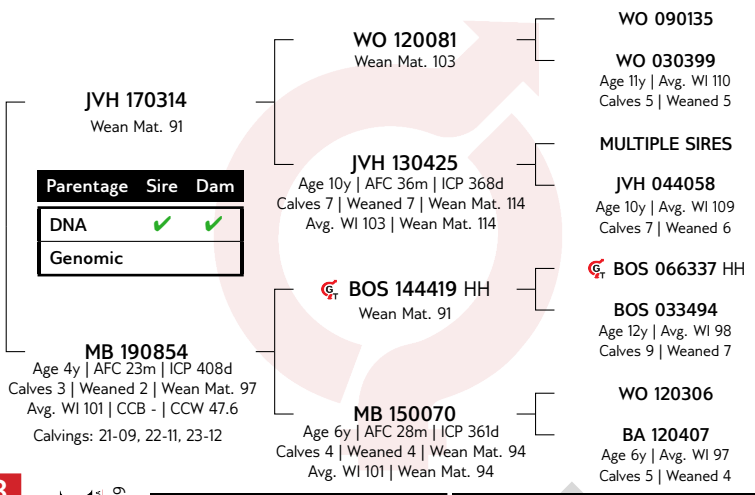 WO 090135
WO 120081
Wean Mat. 103
WO 030399
Age 11y | Avg. WI 110
Calves 5 | Weaned 5
JVH 170314
Wean Mat. 91
MULTIPLE SIRES
JVH 130425
Age 10y | AFC 36m | ICP 368d
Calves 7 | Weaned 7 | Wean Mat. 114
Avg. WI 103 | Wean Mat. 114
JVH 044058
Age 10y | Avg. WI 109
Calves 7 | Weaned 6
Parentage Sire Dam
DNA ✔ ✔
Genomic
GT BOS 066337 HH
GT BOS 144419 HH
Wean Mat. 91
BOS 033494
Age 12y | Avg. WI 98
Calves 9 | Weaned 7
MB 190854
Age 4y | AFC 23m | ICP 408d
Calves 3 | Weaned 2 | Wean Mat. 97
Avg. WI 101 | CCB - | CCW 47.6
Calvings: 21-09, 22-11, 23-12
WO 120306
MB 150070
Age 6y | AFC 28m | ICP 361d
Calves 4 | Weaned 4 | Wean Mat. 94
Avg. WI 101 | Wean Mat. 94
BA 120407
Age 6y | Avg. WI 97
Calves 5 | Weaned 4